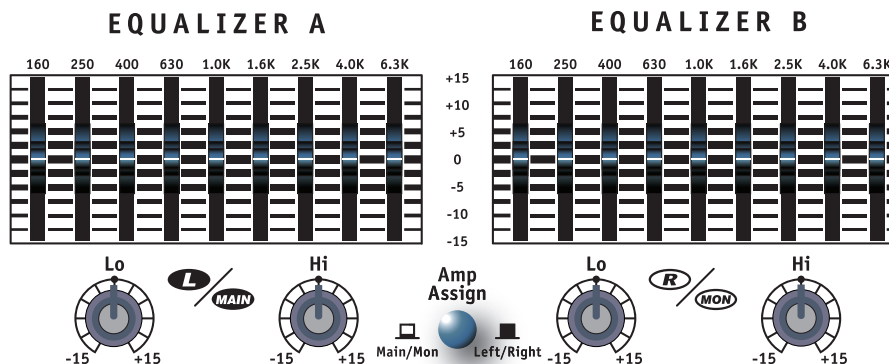 EQUALIZER A
EQUALIZER B
160 250 400 630 1.0K 1.6K 2.5K 4.0K 6.3K
+15
+10
+5
0
-5
-10
-15
160 250 400 630 1.0K 1.6K 2.5K 4.0K 6.3K
Lo
L/MAIN
Hi
-15 +15
-15 +15
Amp
Assign
Main/Mon
Left/Right
Lo
R/MON
Hi
-15 +15
-15 +15